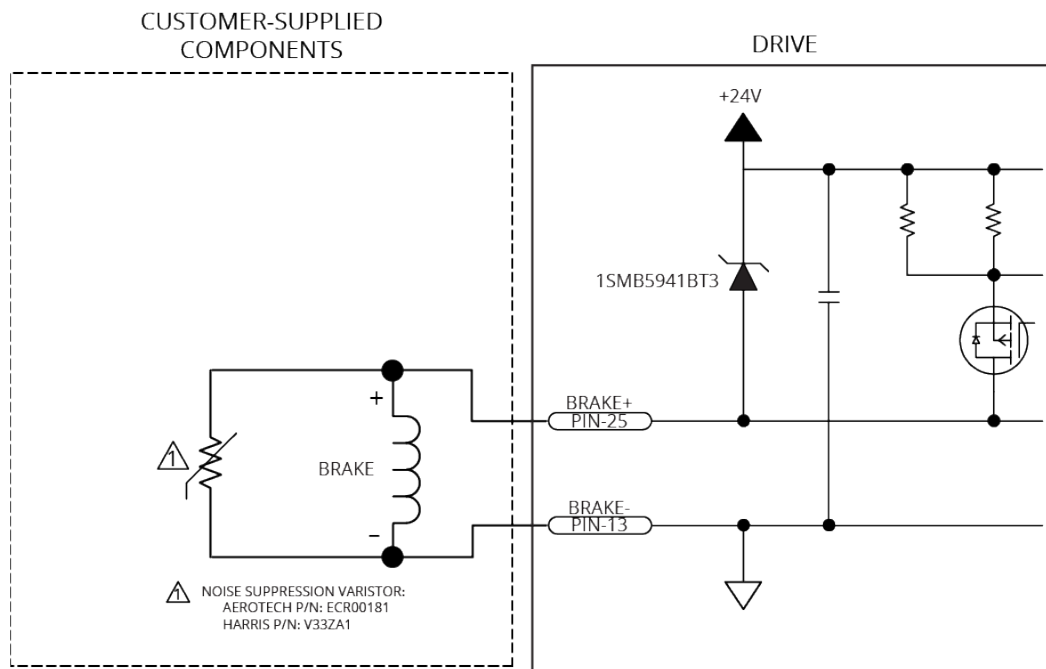 CUSTOMER-SUPPLIED
COMPONENTS
DRIVE
+24V
1SMB5941BT3
BRAKE+
PIN-25
+
1
BRAKE
BRAKE-
PIN-13
–
1 NOISE SUPPRESSION VARISTOR:
AEROTECH P/N: ECR00181
HARRIS P/N: V33ZA1